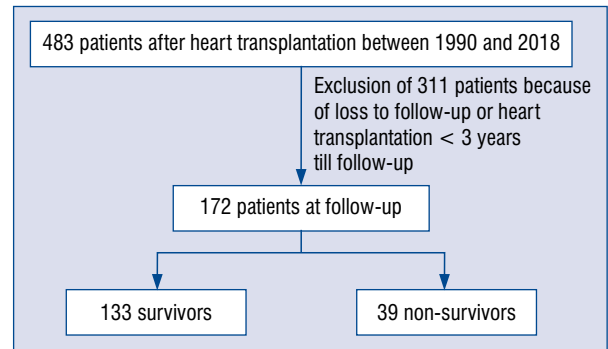 483 patients after heart transplantation between 1990 and 2018
Exclusion of 311 patients because
of loss to follow-up or heart
transplantation < 3 years
till follow-up
172 patients at follow-up
133 survivors
39 non-survivors